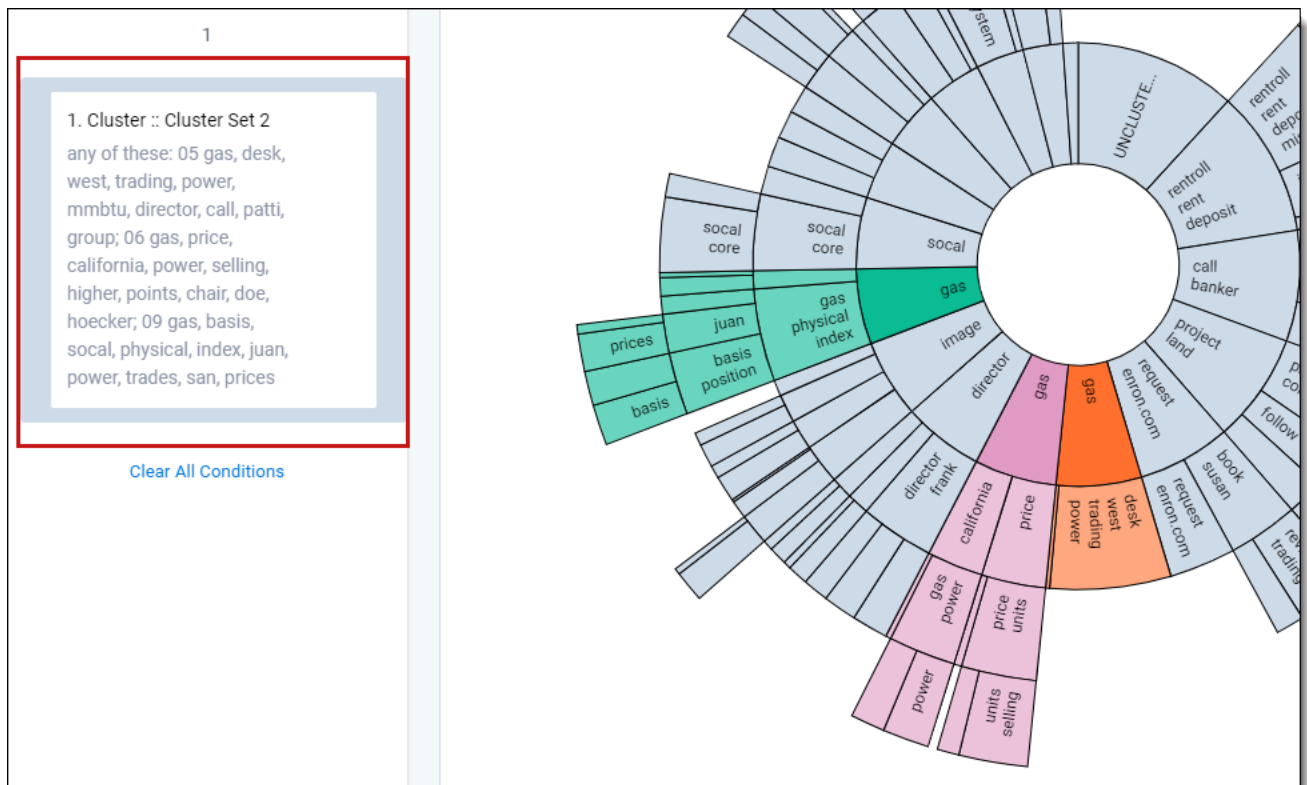 1
1. Cluster :: Cluster Set 2
any of these: 05 gas, desk,
west, trading, power,
mmbtu, director, call, patti,
group; 06 gas, price,
california, power, selling,
higher, points, chair, doe,
hoecker; 09 gas, basis,
socal, physical, index, juan,
power, trades, san, prices
Clear All Conditions
UNCLUSTE...
rentroll
rent
rentroll
rent
deposit
call
banker
project
land
follow
request
enron.com
book
susan
request
enron.com
trading
gas
desk
west
trading
power
gas
price
california
price
units
gas
power
units
selling
power
director
director
frank
image
gas
gas
physical
index
juan
basis
position
prices
basis
socal
socal
core
socal
core